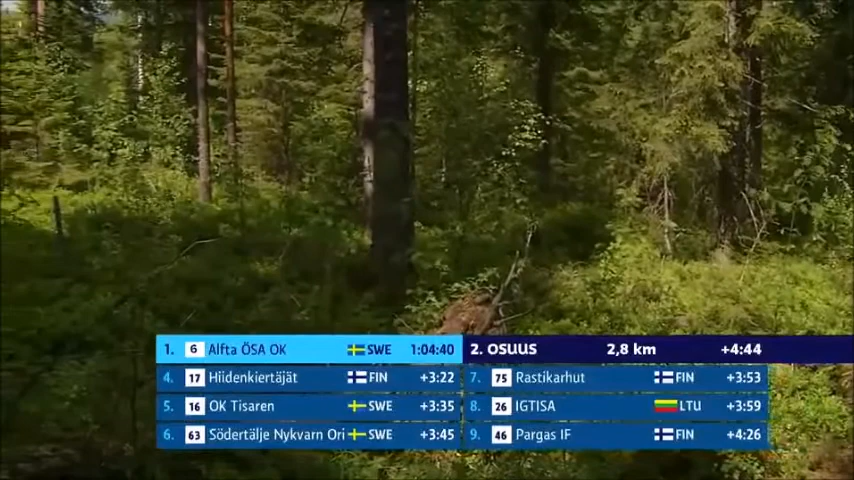 1. 6 Alfta ÖSA OK SWE 1:04:40 2. OSUUS 2,8 km +4:44
4. 17 Hiidenkiertäjät FIN +3:22 7. 75 Rastikarhut FIN +3:53
5. 16 OK Tisaren SWE +3:35 8. 26 IGTISA LTU +3:59
6. 63 Södertälje Nykvarn Ori SWE +3:45 9. 46 Pargas IF FIN +4:26